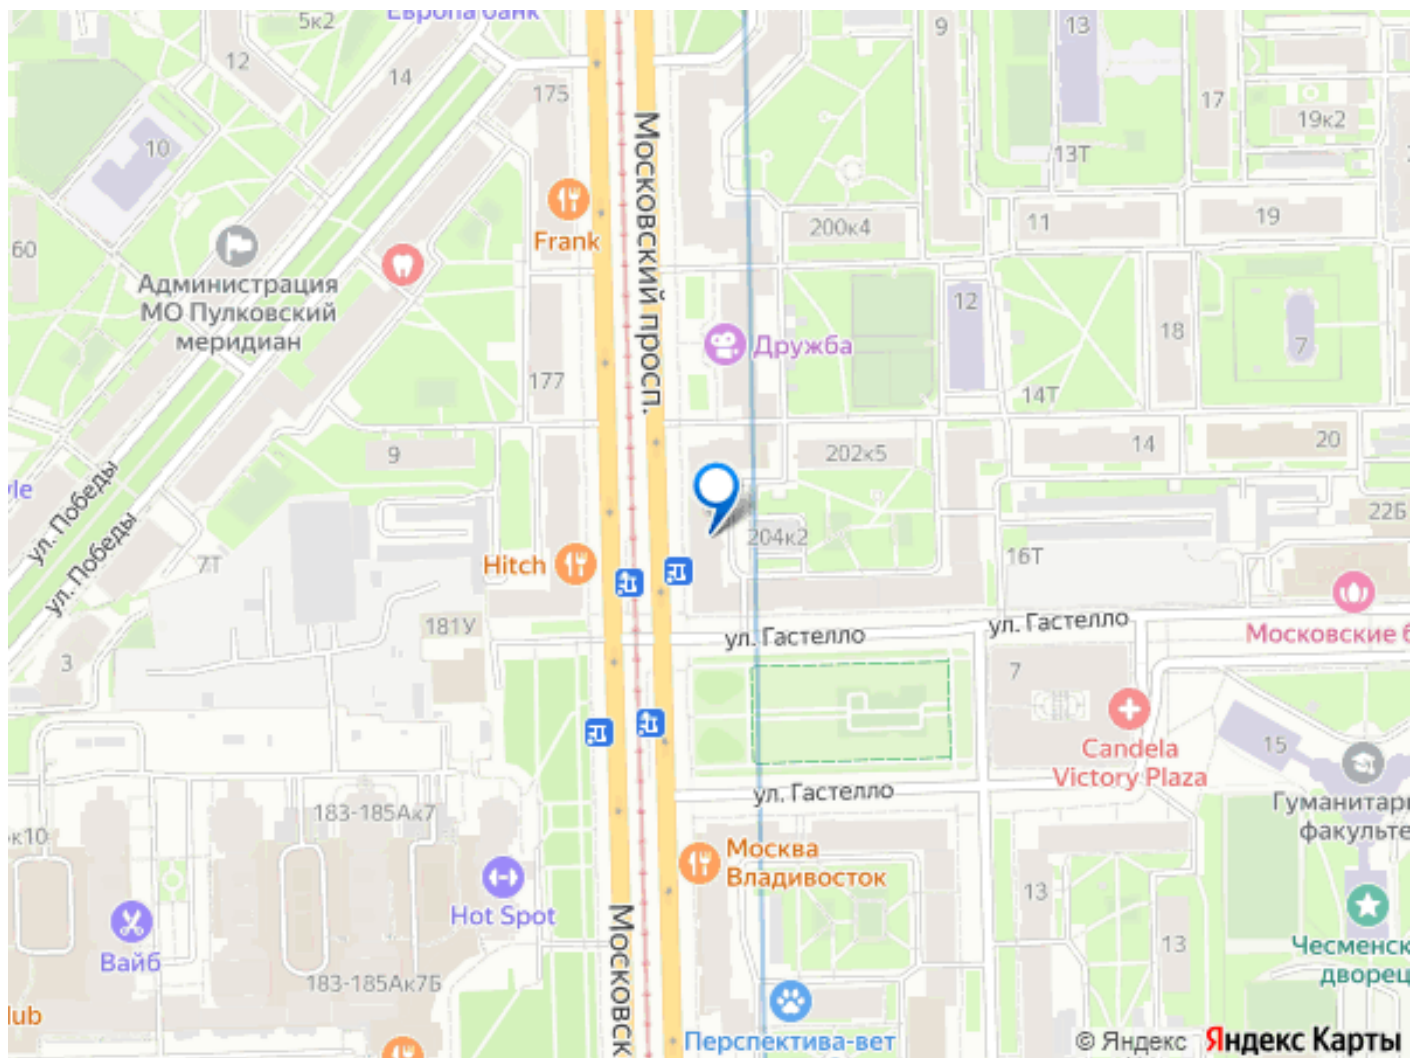 Европа банк
5к2
9
13
12
14
175
17
19к2
10
13Т
Московский просп.
Frank
200к4
11
19
60
Администрация
МО Пулковский
меридиан
12
18
7
Дружба
177
14Т
9
202к5
14
20
ул. Победы
ул. Победы
7Т
204к2
22Б
16Т
Hitch
181У
ул. Гастелло
ул. Гастелло
Московские б
3
7
Candela
Victory Plaza
15
Гуманитар
факульте
183-185Ак7
ул. Гастелло
к10
Москва
Владивосток
Hot Spot
13
13
Вайб
Московск
Чесменск
дворец
183-185Ак7Б
lub
Перспектива-вет
© Яндекс Яндекс Карты